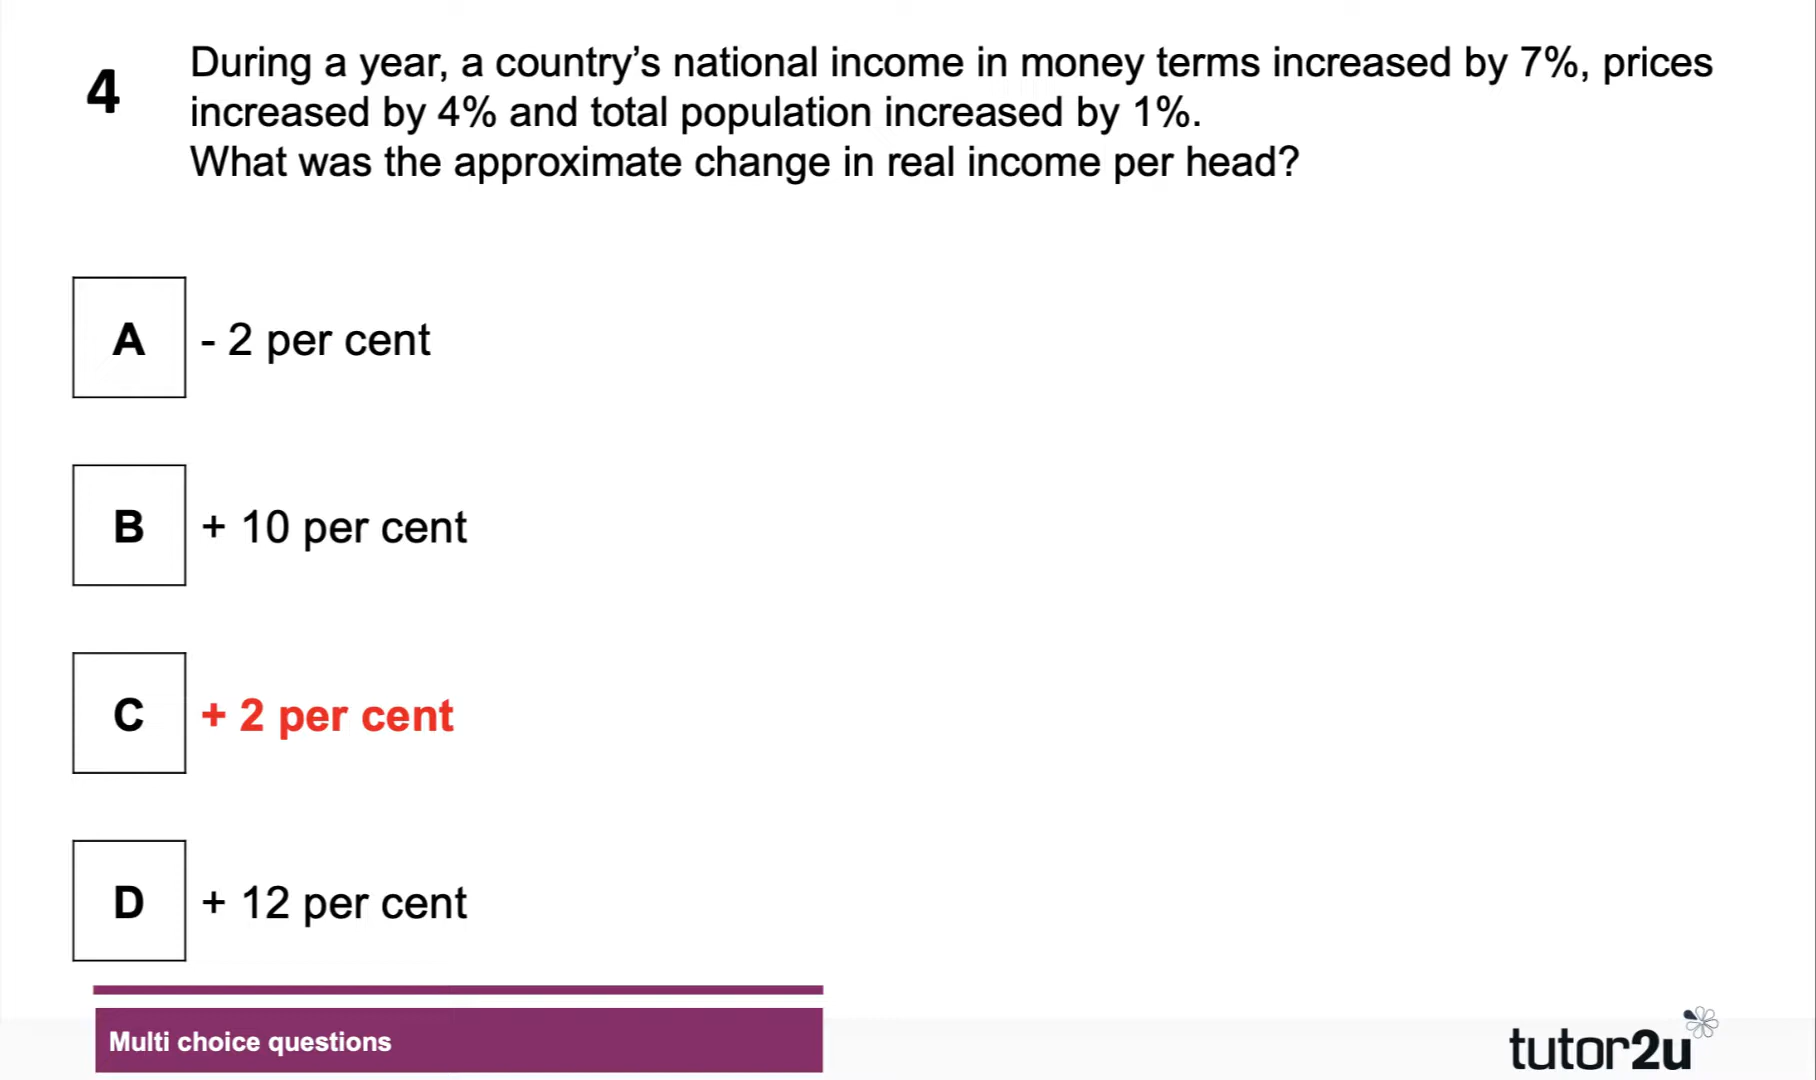 4
During a year, a country’s national income in money terms increased by 7%, prices
increased by 4% and total population increased by 1%.
What was the approximate change in real income per head?
A - 2 per cent
B + 10 per cent
C + 2 per cent
D + 12 per cent
Multi choice questions
tutor2u